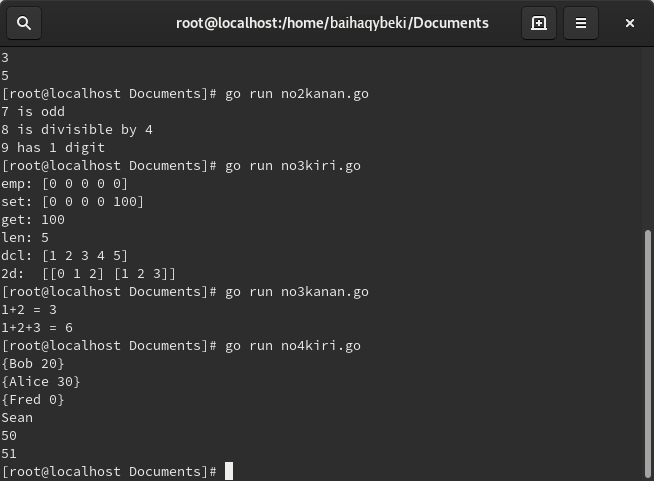 root@localhost:/home/baihaqybeki/Documents
3
5
[root@localhost Documents]# go run no2kanan.go
7 is odd
8 is divisible by 4
9 has 1 digit
[root@localhost Documents]# go run no3kiri.go
emp: [0 0 0 0 0]
set: [0 0 0 0 100]
get: 100
len: 5
dcl: [1 2 3 4 5]
2d:  [[0 1 2] [1 2 3]]
[root@localhost Documents]# go run no3kanan.go
1+2 = 3
1+2+3 = 6
[root@localhost Documents]# go run no4kiri.go
{Bob 20}
{Alice 30}
{Fred 0}
Sean
50
51
[root@localhost Documents]#